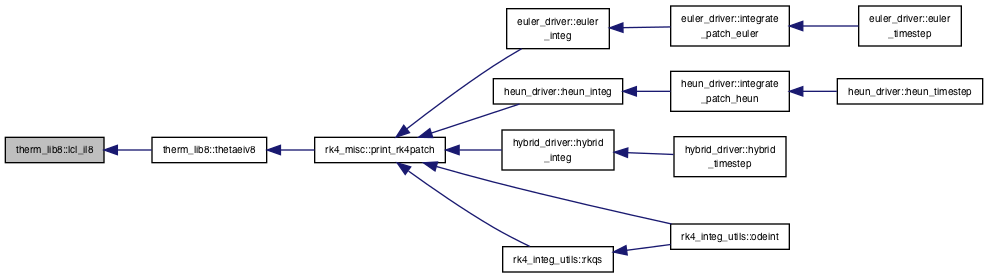 therm_lib8::lcl_il8
therm_lib8::thetaeiv8
rk4_misc::print_rk4patch
euler_driver::euler
_integ
euler_driver::integrate
_patch_euler
euler_driver::euler
_timestep
heun_driver::heun_integ
heun_driver::integrate
_patch_heun
heun_driver::heun_timestep
hybrid_driver::hybrid
_integ
hybrid_driver::hybrid
_timestep
rk4_integ_utils::odeint
rk4_integ_utils::rkqs